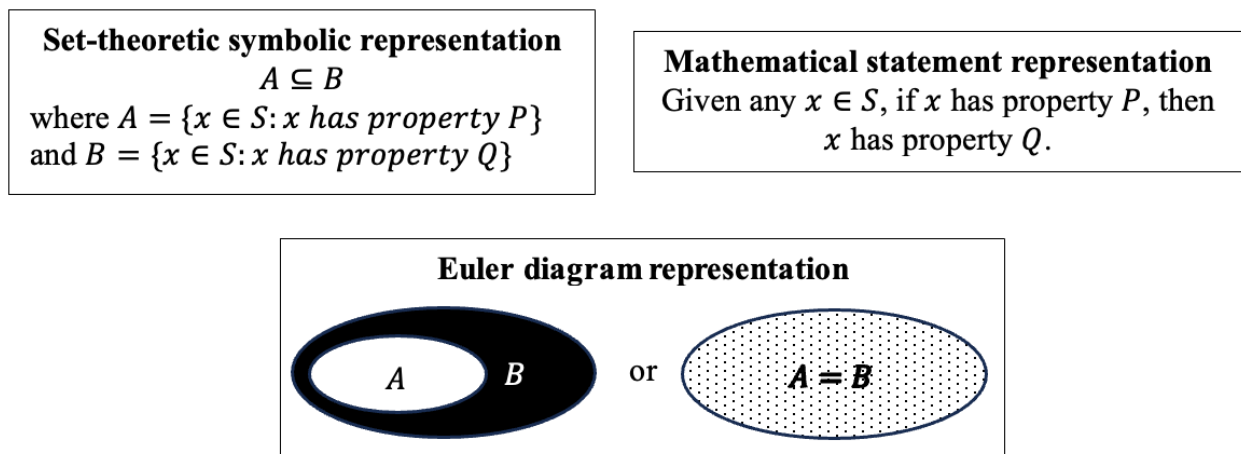 Set-theoretic symbolic representation
A ⊆ B
where A = {x ∈ S: x has property P}
and B = {x ∈ S: x has property Q}
Mathematical statement representation
Given any x ∈ S, if x has property P, then
x has property Q.
Euler diagram representation
A B or A = B